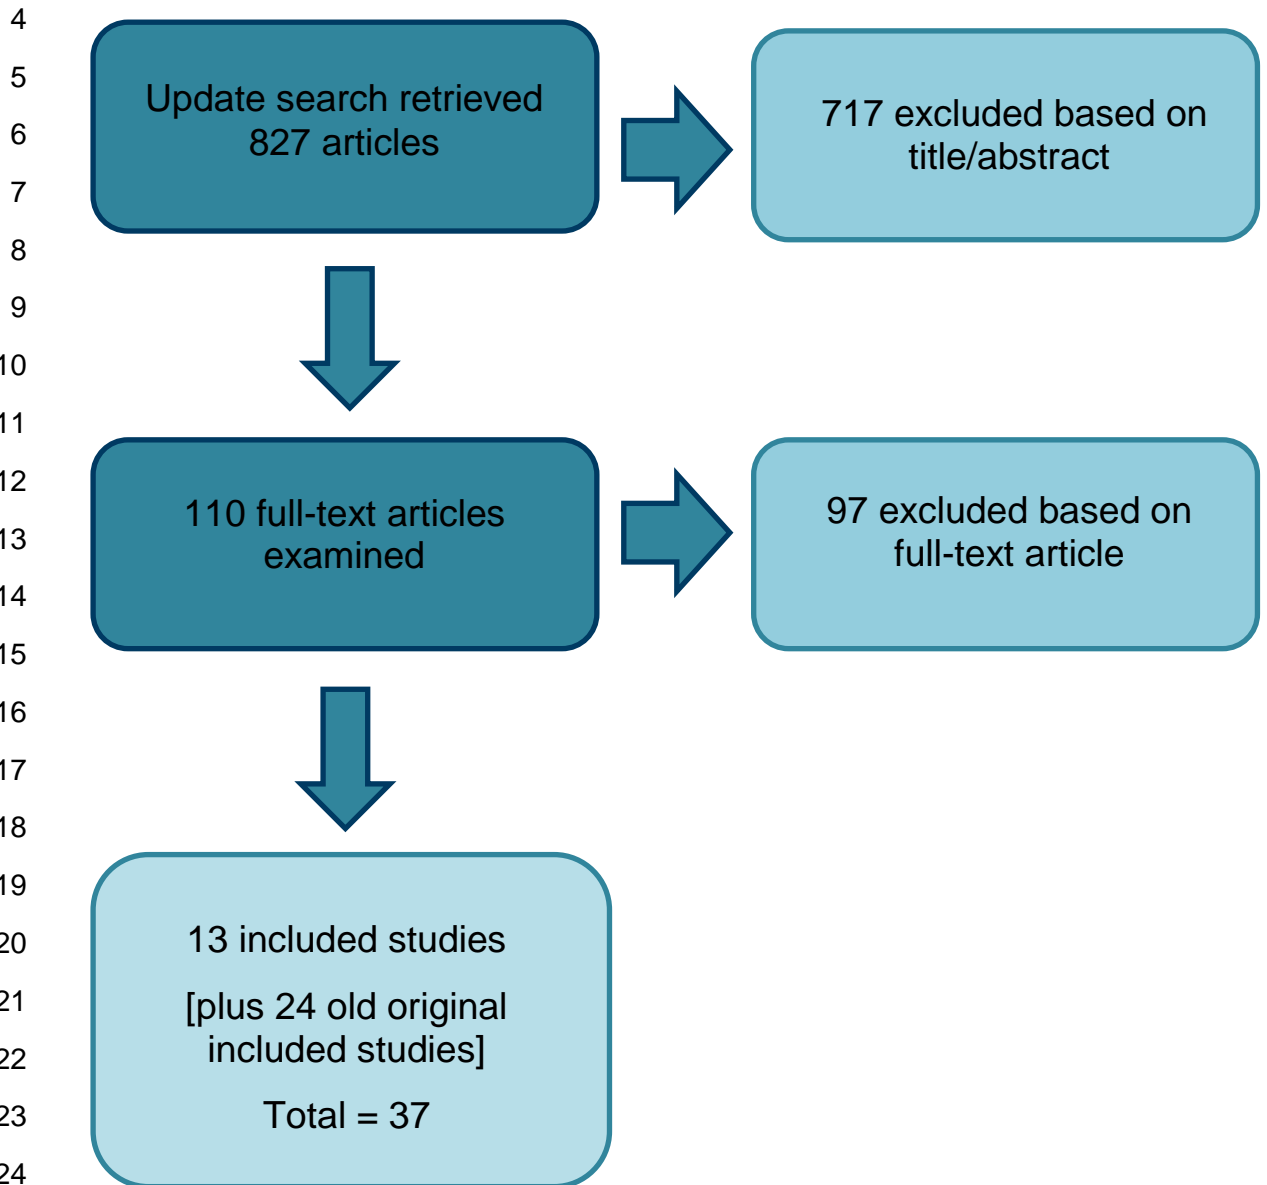 4
5
Update search retrieved
827 articles
717 excluded based on
title/abstract
6
7
8
9
10
11
12
110 full-text articles
examined
97 excluded based on
full-text article
13
14
15
16
17
18
19
13 included studies
20
[plus 24 old original
included studies]
21
22
Total = 37
23
24